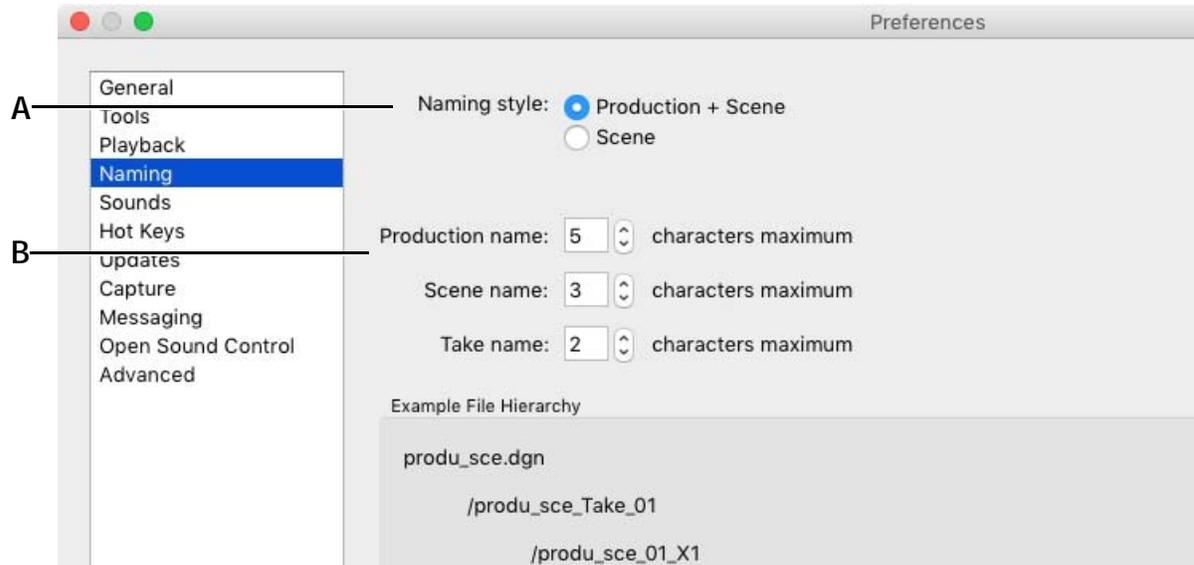 Preferences
General
Tools
Playback
Naming
Sounds
Hot Keys
Updates
Capture
Messaging
Open Sound Control
Advanced
A
B
Naming style: Production + Scene
Scene
Production name: 5 characters maximum
Scene name: 3 characters maximum
Take name: 2 characters maximum
Example File Hierarchy
produ_sce.dgn
/produ_sce_Take_01
/produ_sce_01_X1